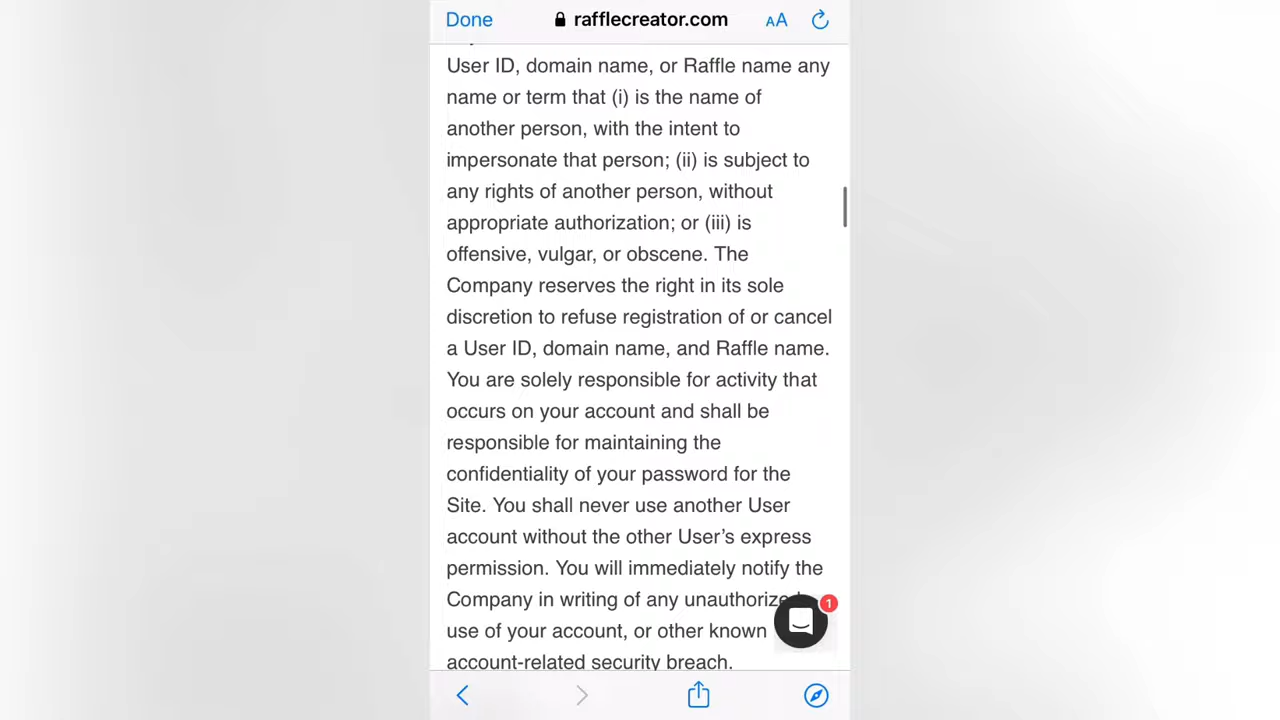 Done rafflecreator.com AA
User ID, domain name, or Raffle name any
name or term that (i) is the name of
another person, with the intent to
impersonate that person; (ii) is subject to
any rights of another person, without
appropriate authorization; or (iii) is
offensive, vulgar, or obscene. The
Company reserves the right in its sole
discretion to refuse registration of or cancel
a User ID, domain name, and Raffle name.
You are solely responsible for activity that
occurs on your account and shall be
responsible for maintaining the
confidentiality of your password for the
Site. You shall never use another User
account without the other User’s express
permission. You will immediately notify the
Company in writing of any unauthorized
1
use of your account, or other known
account-related security breach.